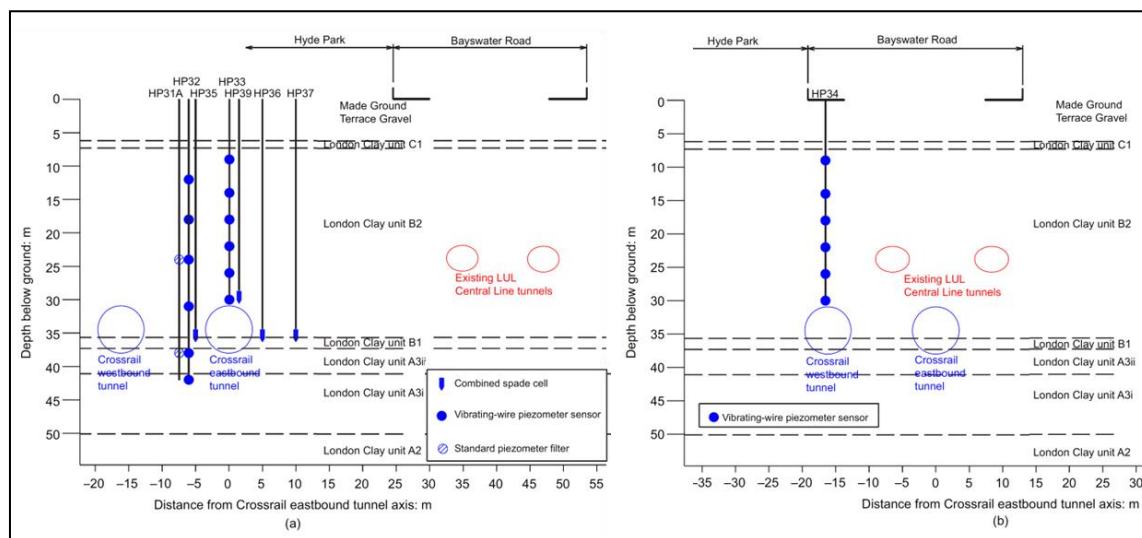 Hyde Park
Bayswater Road
HP32
HP33
HP31A
HP35
HP39
HP36
HP37
0
5
10
15
20
25
30
35
40
45
50
Depth below ground: m
Made Ground
Terrace Gravel
London Clay unit C1
London Clay unit B2
Existing LUL
Central Line tunnels
London Clay unit B1
London Clay unit A3ii
London Clay unit A3i
London Clay unit A2
Crossrail
westbound
tunnel
Crossrail
eastbound
tunnel
Combined spade cell
Vibrating-wire piezometer sensor
Standard piezometer filter
–20 –15 –10 –5 0 5 10 15 20 25 30 35 40 45 50 55
Distance from Crossrail eastbound tunnel axis: m
(a)
Hyde Park
Bayswater Road
HP34
0
5
10
15
20
25
30
35
40
45
50
Depth below ground: m
Made Ground
Terrace Gravel
London Clay unit C1
London Clay unit B2
Existing LUL
Central Line tunnels
London Clay unit B1
London Clay unit A3ii
London Clay unit A3i
London Clay unit A2
Crossrail
westbound
tunnel
Crossrail
eastbound
tunnel
Vibrating-wire piezometer sensor
–35 –30 –25 –20 –15 –10 –5 0 5 10 15 20 25 30
Distance from Crossrail eastbound tunnel axis: m
(b)